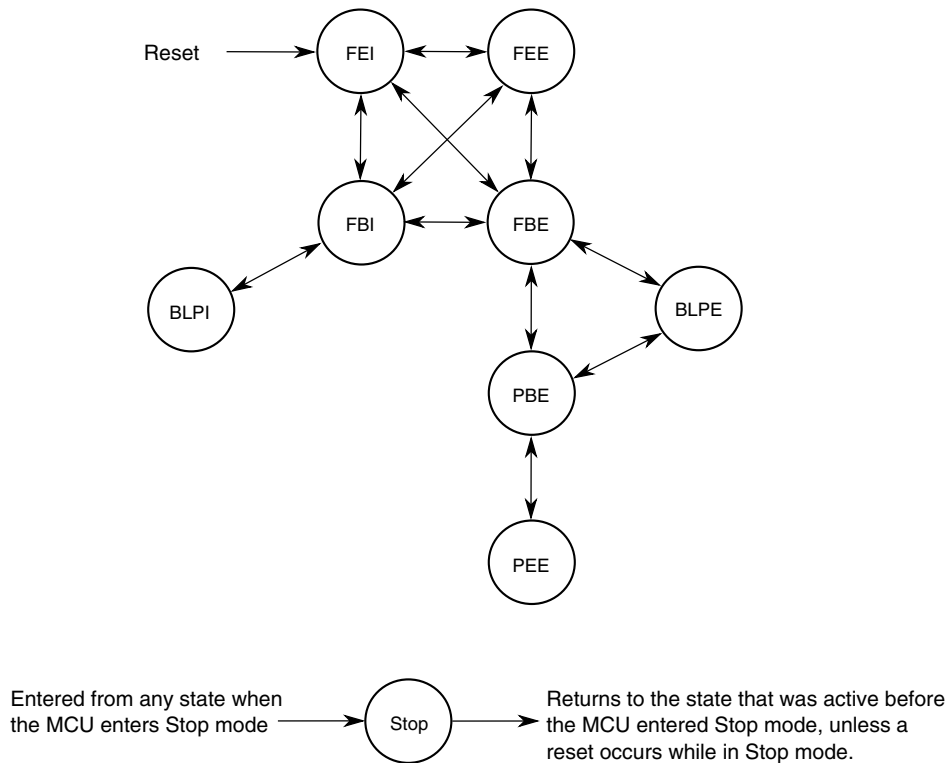 Reset
FEI
FEE
FBI
FBE
BLPI
BLPE
PBE
PEE
Entered from any state when
the MCU enters Stop mode
Stop
Returns to the state that was active before
the MCU entered Stop mode, unless a
reset occurs while in Stop mode.